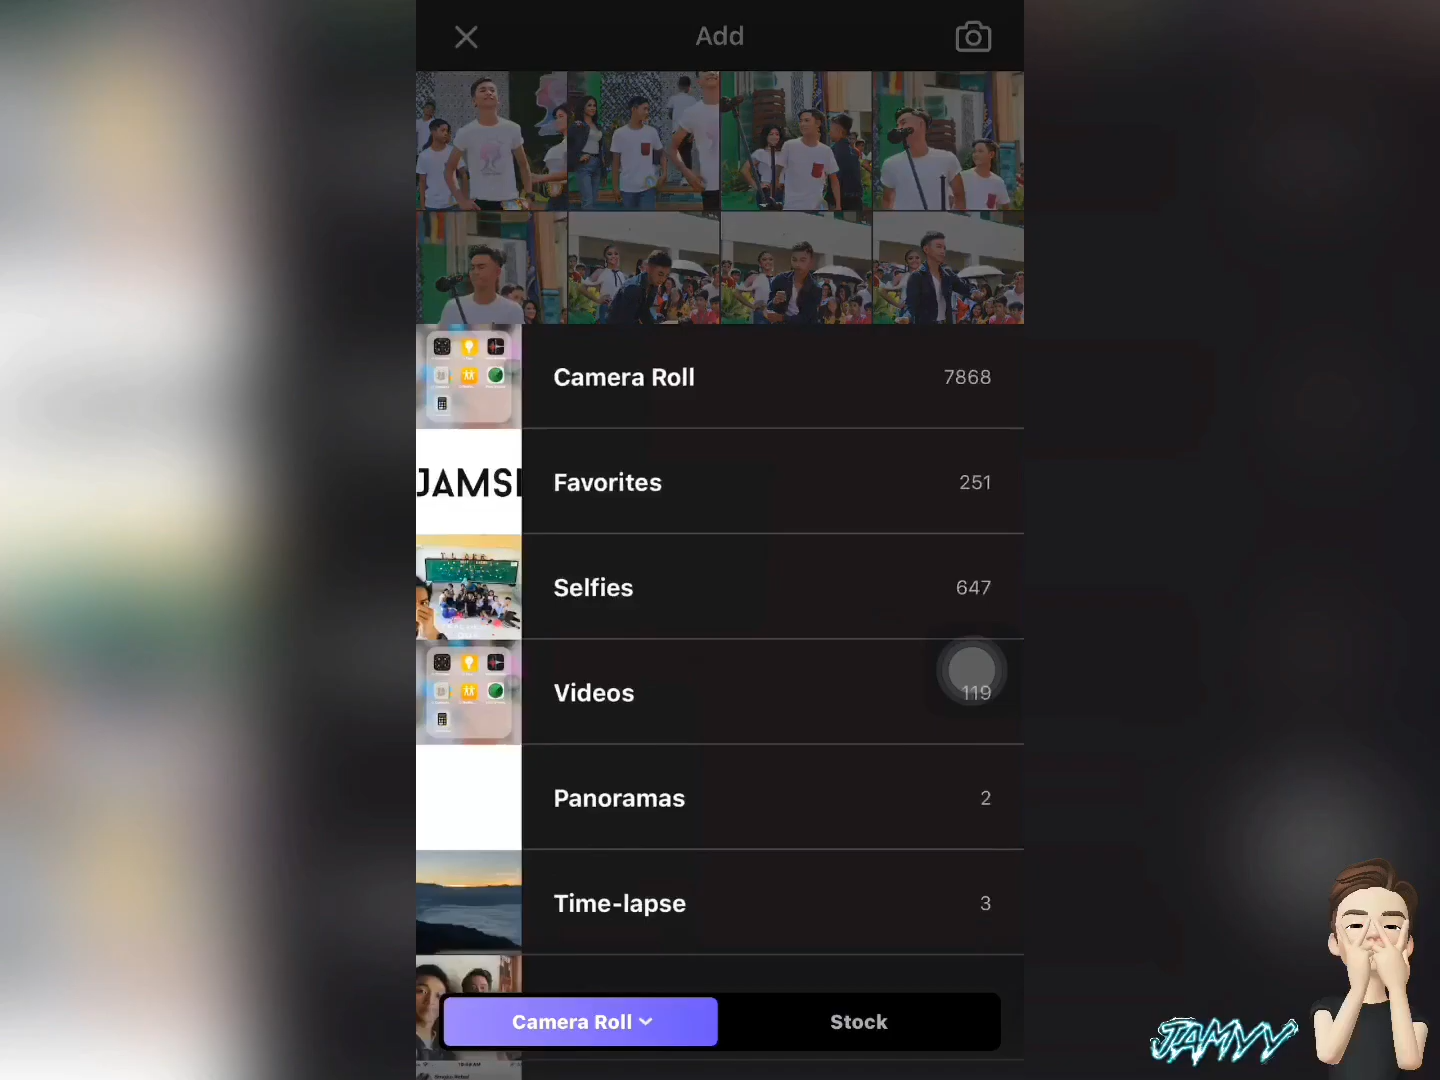 Add
Camera Roll 7868
JAMSI
Favorites 251
Selfies 647
Videos 119
Panoramas 2
Time-lapse 3
Camera Roll Stock
JAMYY